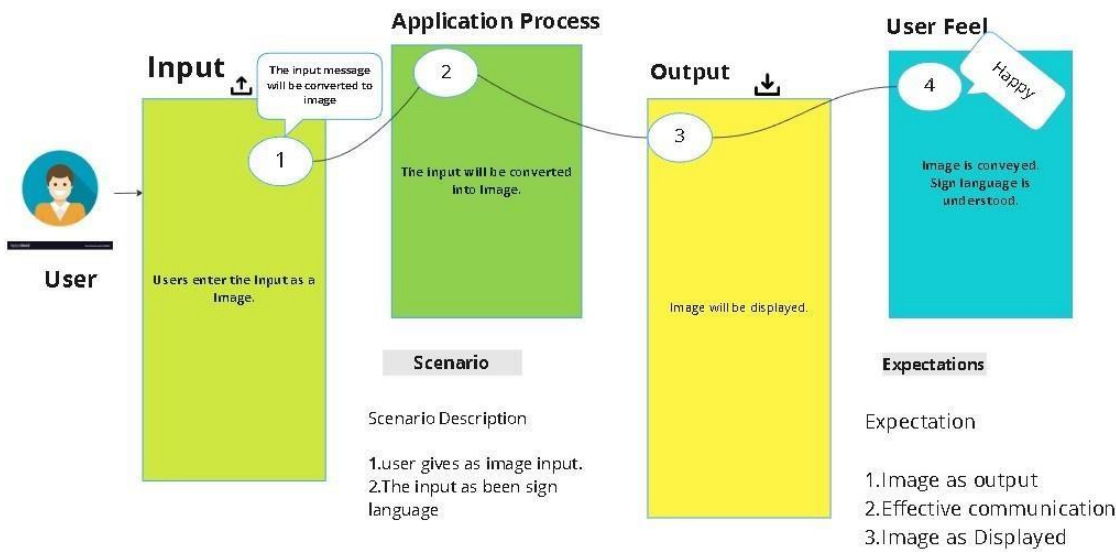 User
Input
The input message
will be converted to
image
1
Users enter the Input as a
Image.
Application Process
2
The input will be converted
into Image.
Scenario
Scenario Description
1.user gives as image input.
2.The input as been sign
language
Output
3
Image will be displayed.
User Feel
4
Happy
Image is conveyed.
Sign language is
understood.
Expectations
Expectation
1.Image as output
2.Effective communication
3.Image as Displayed